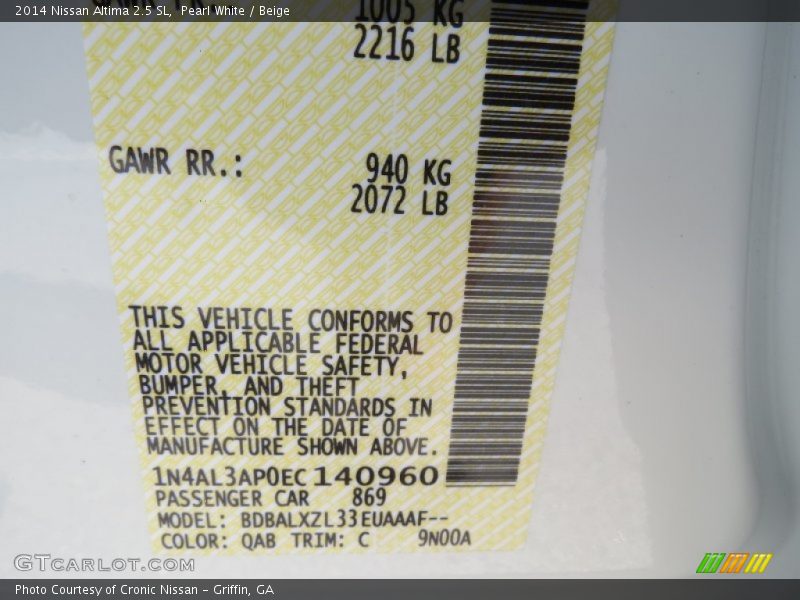 2014 Nissan Altima 2.5 SL, Pearl White / Beige
1005 KG
2216 LB
GAWR RR.: 940 KG
2072 LB
THIS VEHICLE CONFORMS TO
ALL APPLICABLE FEDERAL
MOTOR VEHICLE SAFETY,
BUMPER, AND THEFT
PREVENTION STANDARDS IN
EFFECT ON THE DATE OF
MANUFACTURE SHOWN ABOVE.
1N4AL3AP0EC140960
PASSENGER CAR 869
MODEL: BDBALXZL33EUAAAF--
COLOR: QAB TRIM: C 9N00A
GTCARLOT.COM
Photo Courtesy of Cronic Nissan - Griffin, GA